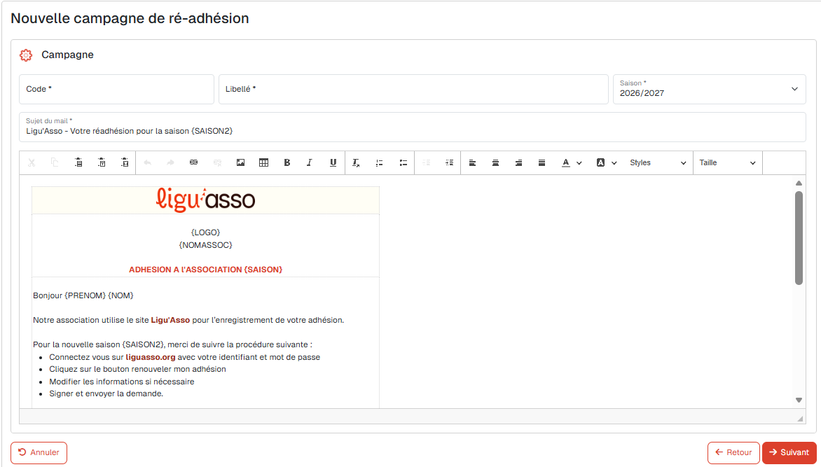 Nouvelle campagne de ré-adhésion
Campagne
Code *
Libellé *
Saison *
2026/2027
Sujet du mail *
Ligu'Asso - Votre réadhésion pour la saison {SAISON2}
B I U
A A Styles Taille
ligu'asso
{LOGO}
{NOMASSOC}
ADHESION A l'ASSOCIATION {SAISON}
Bonjour {PRENOM} {NOM}
Notre association utilise le site Ligu'Asso pour l'enregistrement de votre adhésion.
Pour la nouvelle saison {SAISON2}, merci de suivre la procédure suivante :
• Connectez vous sur liguasso.org avec votre identifiant et mot de passe
• Cliquez sur le bouton renouveler mon adhésion
• Modifier les informations si nécessaire
• Signer et envoyer la demande.
Annuler
Retour
Suivant